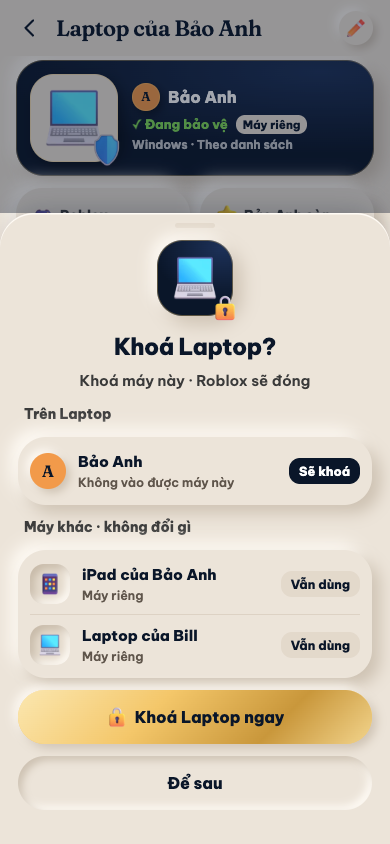 Laptop của Bảo Anh
A
Bảo Anh
✓ Đang bảo vệ
Máy riêng
Windows · Theo danh sách
Khoá Laptop?
Khoá máy này · Roblox sẽ đóng
Trên Laptop
A
Bảo Anh
Không vào được máy này
Sẽ khoá
Máy khác · không đổi gì
iPad của Bảo Anh
Máy riêng
Vẫn dùng
Laptop của Bill
Máy riêng
Vẫn dùng
Khoá Laptop ngay
Để sau